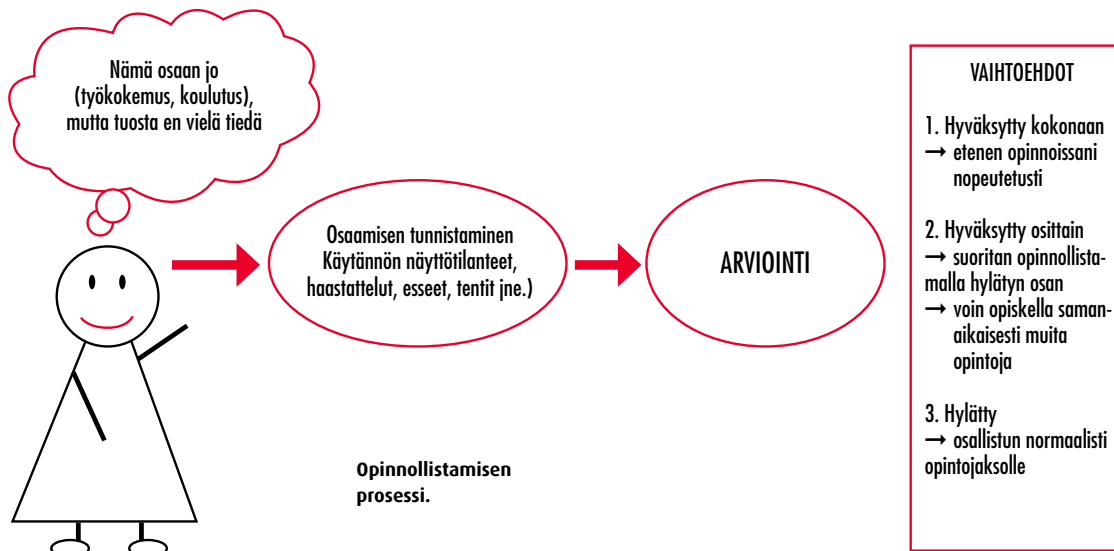 Nämä osaan jo
(työkokemus, koulutus),
mutta tuosta en vielä tiedä
Osaamisen tunnistaminen
Käytännön näyttötilanteet,
haastattelut, esseet, tentit jne.)
ARVIOINTI
VAIHTOEHDOT
1. Hyväksytty kokonaan
→ etenen opinnoissani
nopeutetusti
2. Hyväksytty osittain
→ suoritan opinnollista-
malla hylätyn osan
→ voin opiskella saman-
aikaisesti muita
opintoja
3. Hylätty
→ osallistun normaalisti
opintojaksolle
Opinnollistamisen
prosessi.